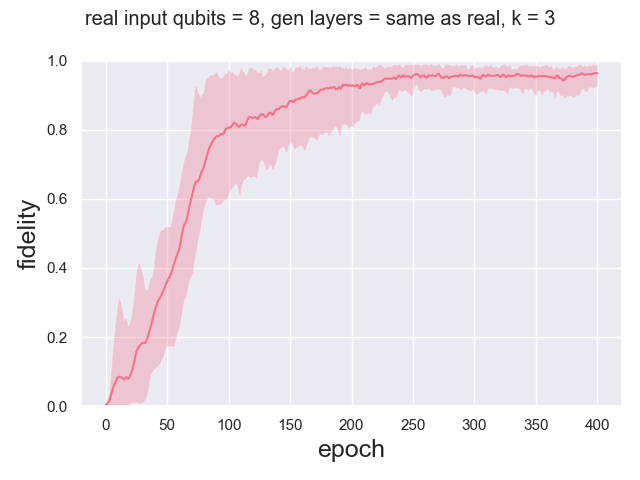 real input qubits = 8, gen layers = same as real, k = 3
1.0
0.8
0.6
0.4
0.2
0.0
fidelity
0 50 100 150 200 250 300 350 400
epoch